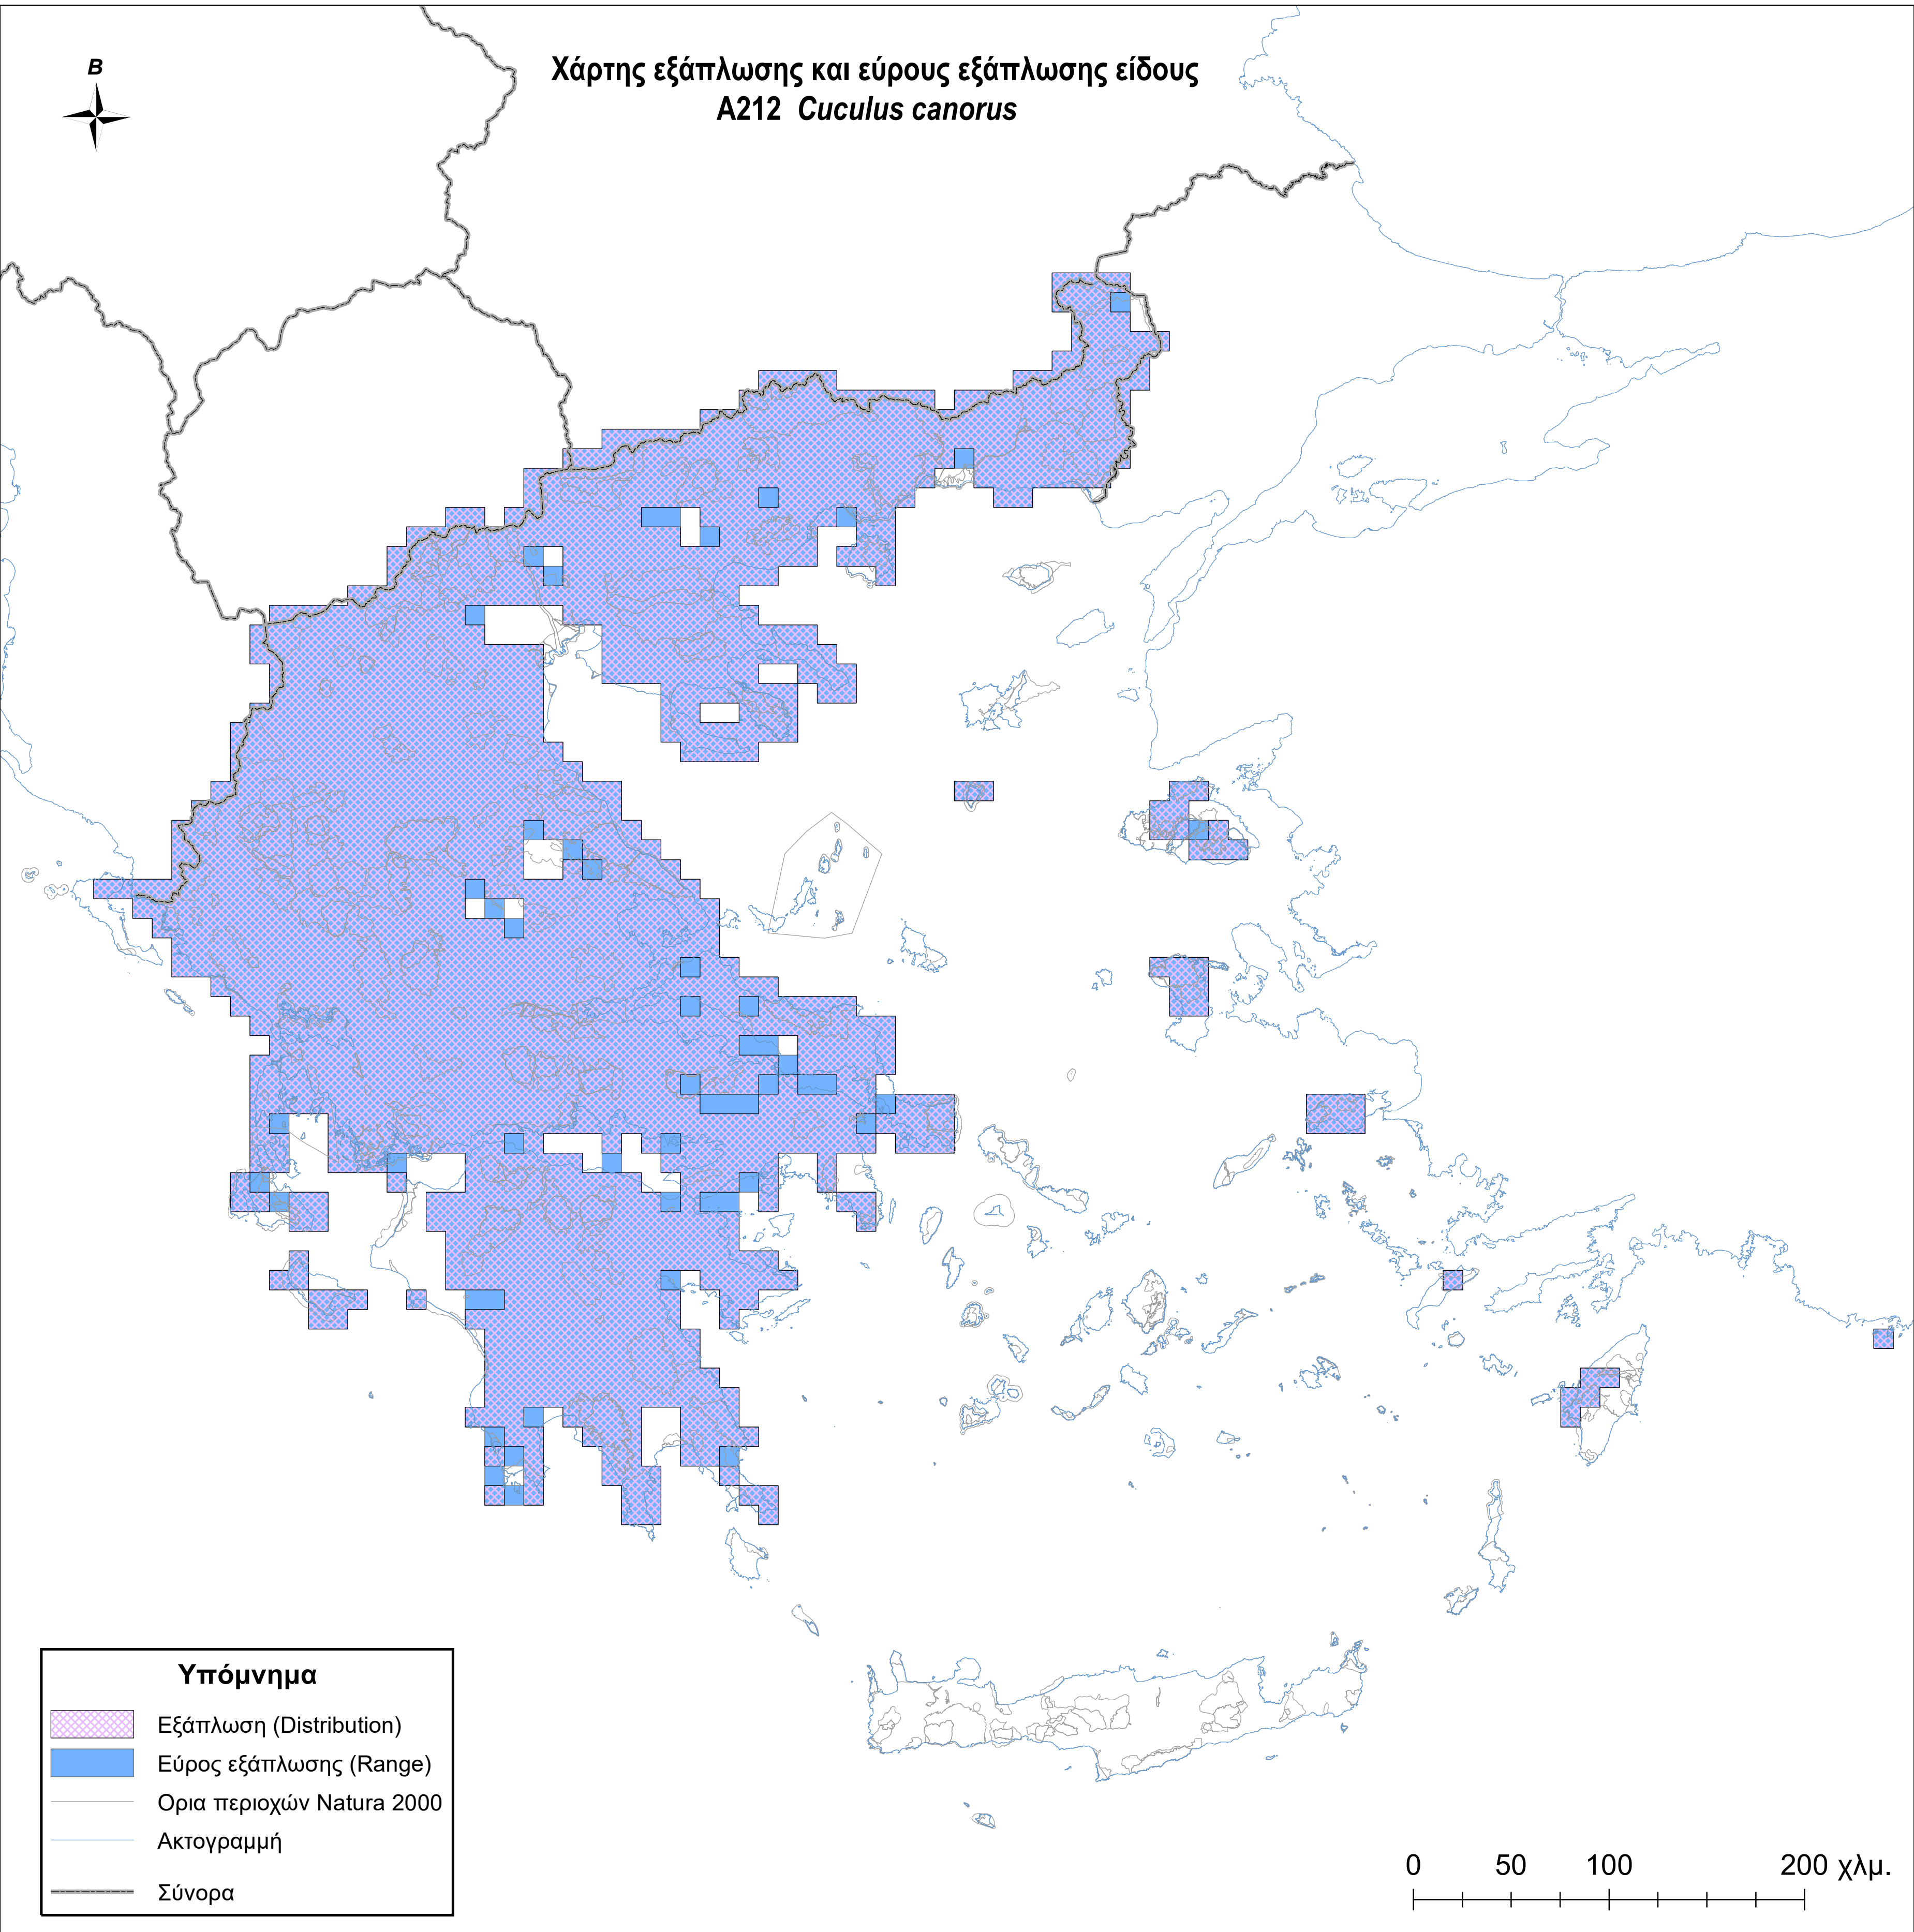 Χάρτης εξάπλωσης και εύρους εξάπλωσης είδους
A212 Cuculus canorus
Β
Υπόμνημα
Εξάπλωση (Distribution)
Εύρος εξάπλωσης (Range)
Ορια περιοχών Natura 2000
Ακτογραμμή
Σύνορα
0 50 100 200 χλμ.